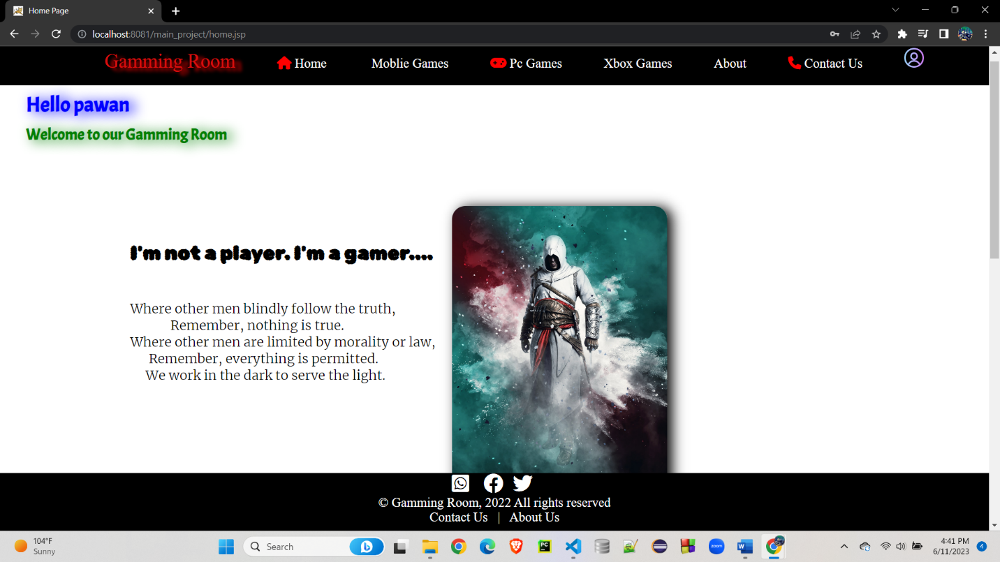 Home Page
localhost:8081/main_project/home.jsp
Gamming Room Home Moblie Games Pc Games Xbox Games About Contact Us
Hello pawan
Welcome to our Gamming Room
I'm not a player. I'm a gamer....
Where other men blindly follow the truth,
Remember, nothing is true.
Where other men are limited by morality or law,
Remember, everything is permitted.
We work in the dark to serve the light.
© Gamming Room, 2022 All rights reserved
Contact Us | About Us
104°F
Sunny
Search
PC
zoom
W
4:41 PM
6/11/2023
4